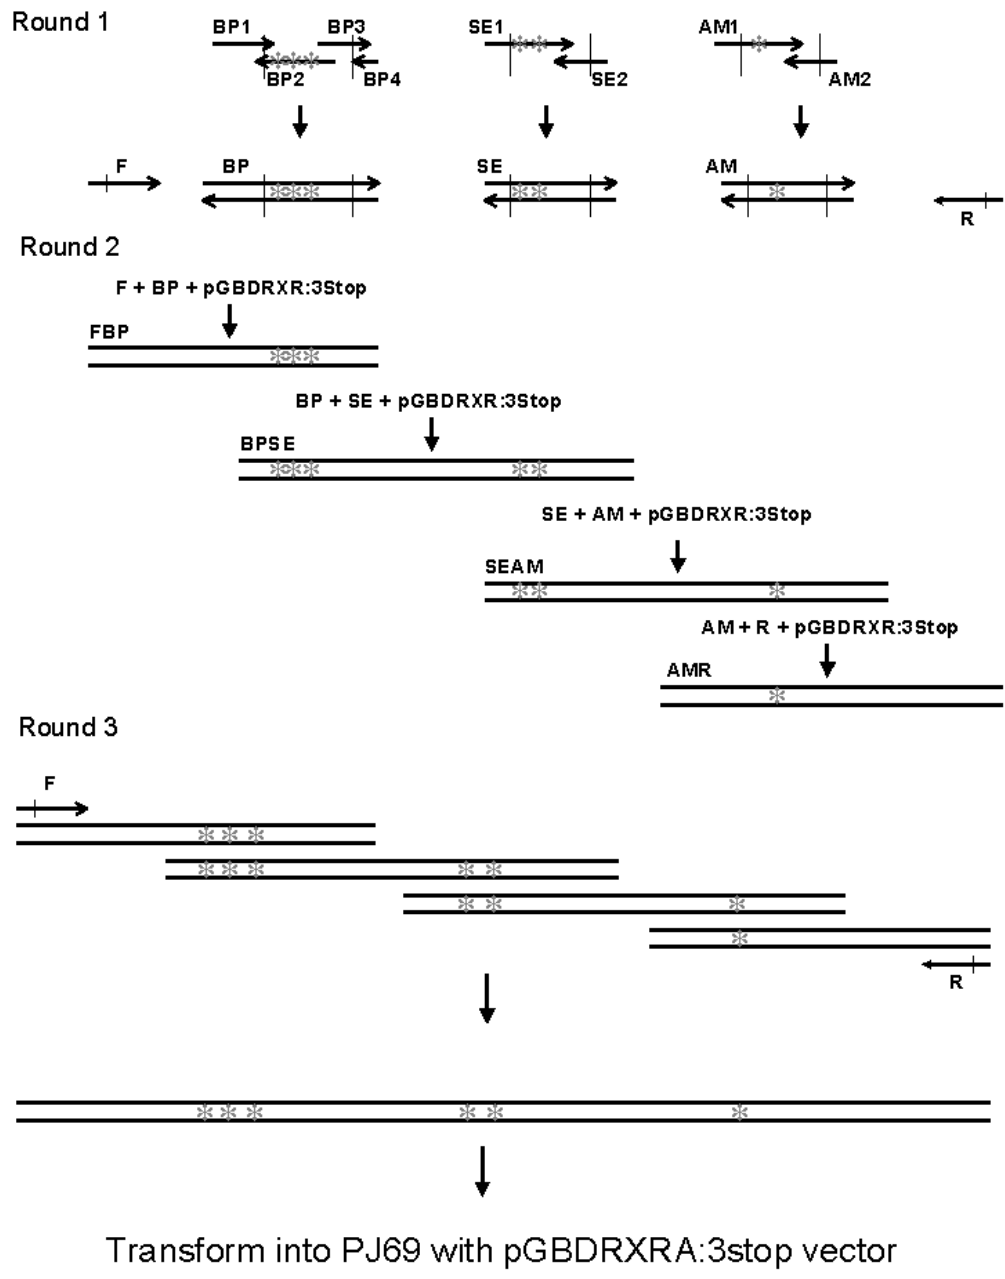 Round 1
BP1
BP3
SE1
AM1
BP2
BP4
SE2
AM2
F
BP
SE
AM
R
Round 2
F + BP + pGBDRXR:3Stop
FBP
BP + SE + pGBDRXR:3Stop
BPSE
SE + AM + pGBDRXR:3Stop
SEAM
AM + R + pGBDRXR:3Stop
AMR
Round 3
F
R
Transform into PJ69 with pGBDRXRA:3stop vector